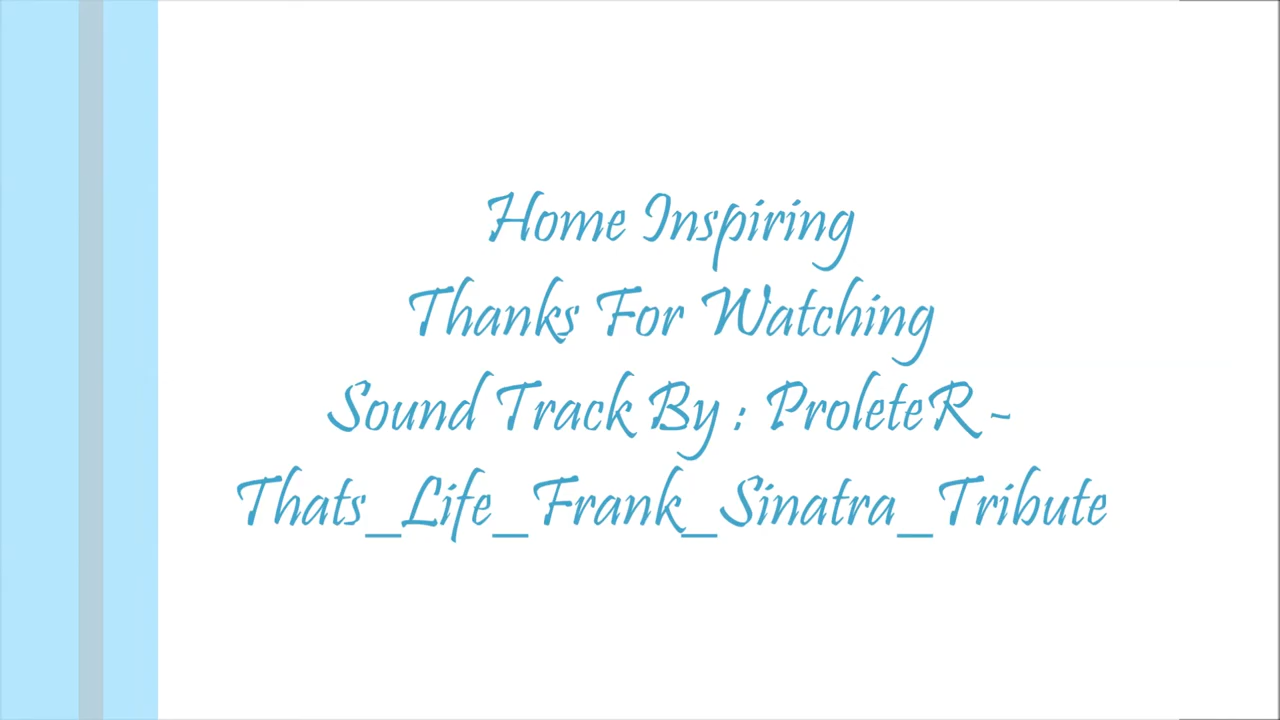 Home Inspiring
Thanks For Watching
Sound Track By : ProleteR -
Thats_Life_Frank_Sinatra_Tribute